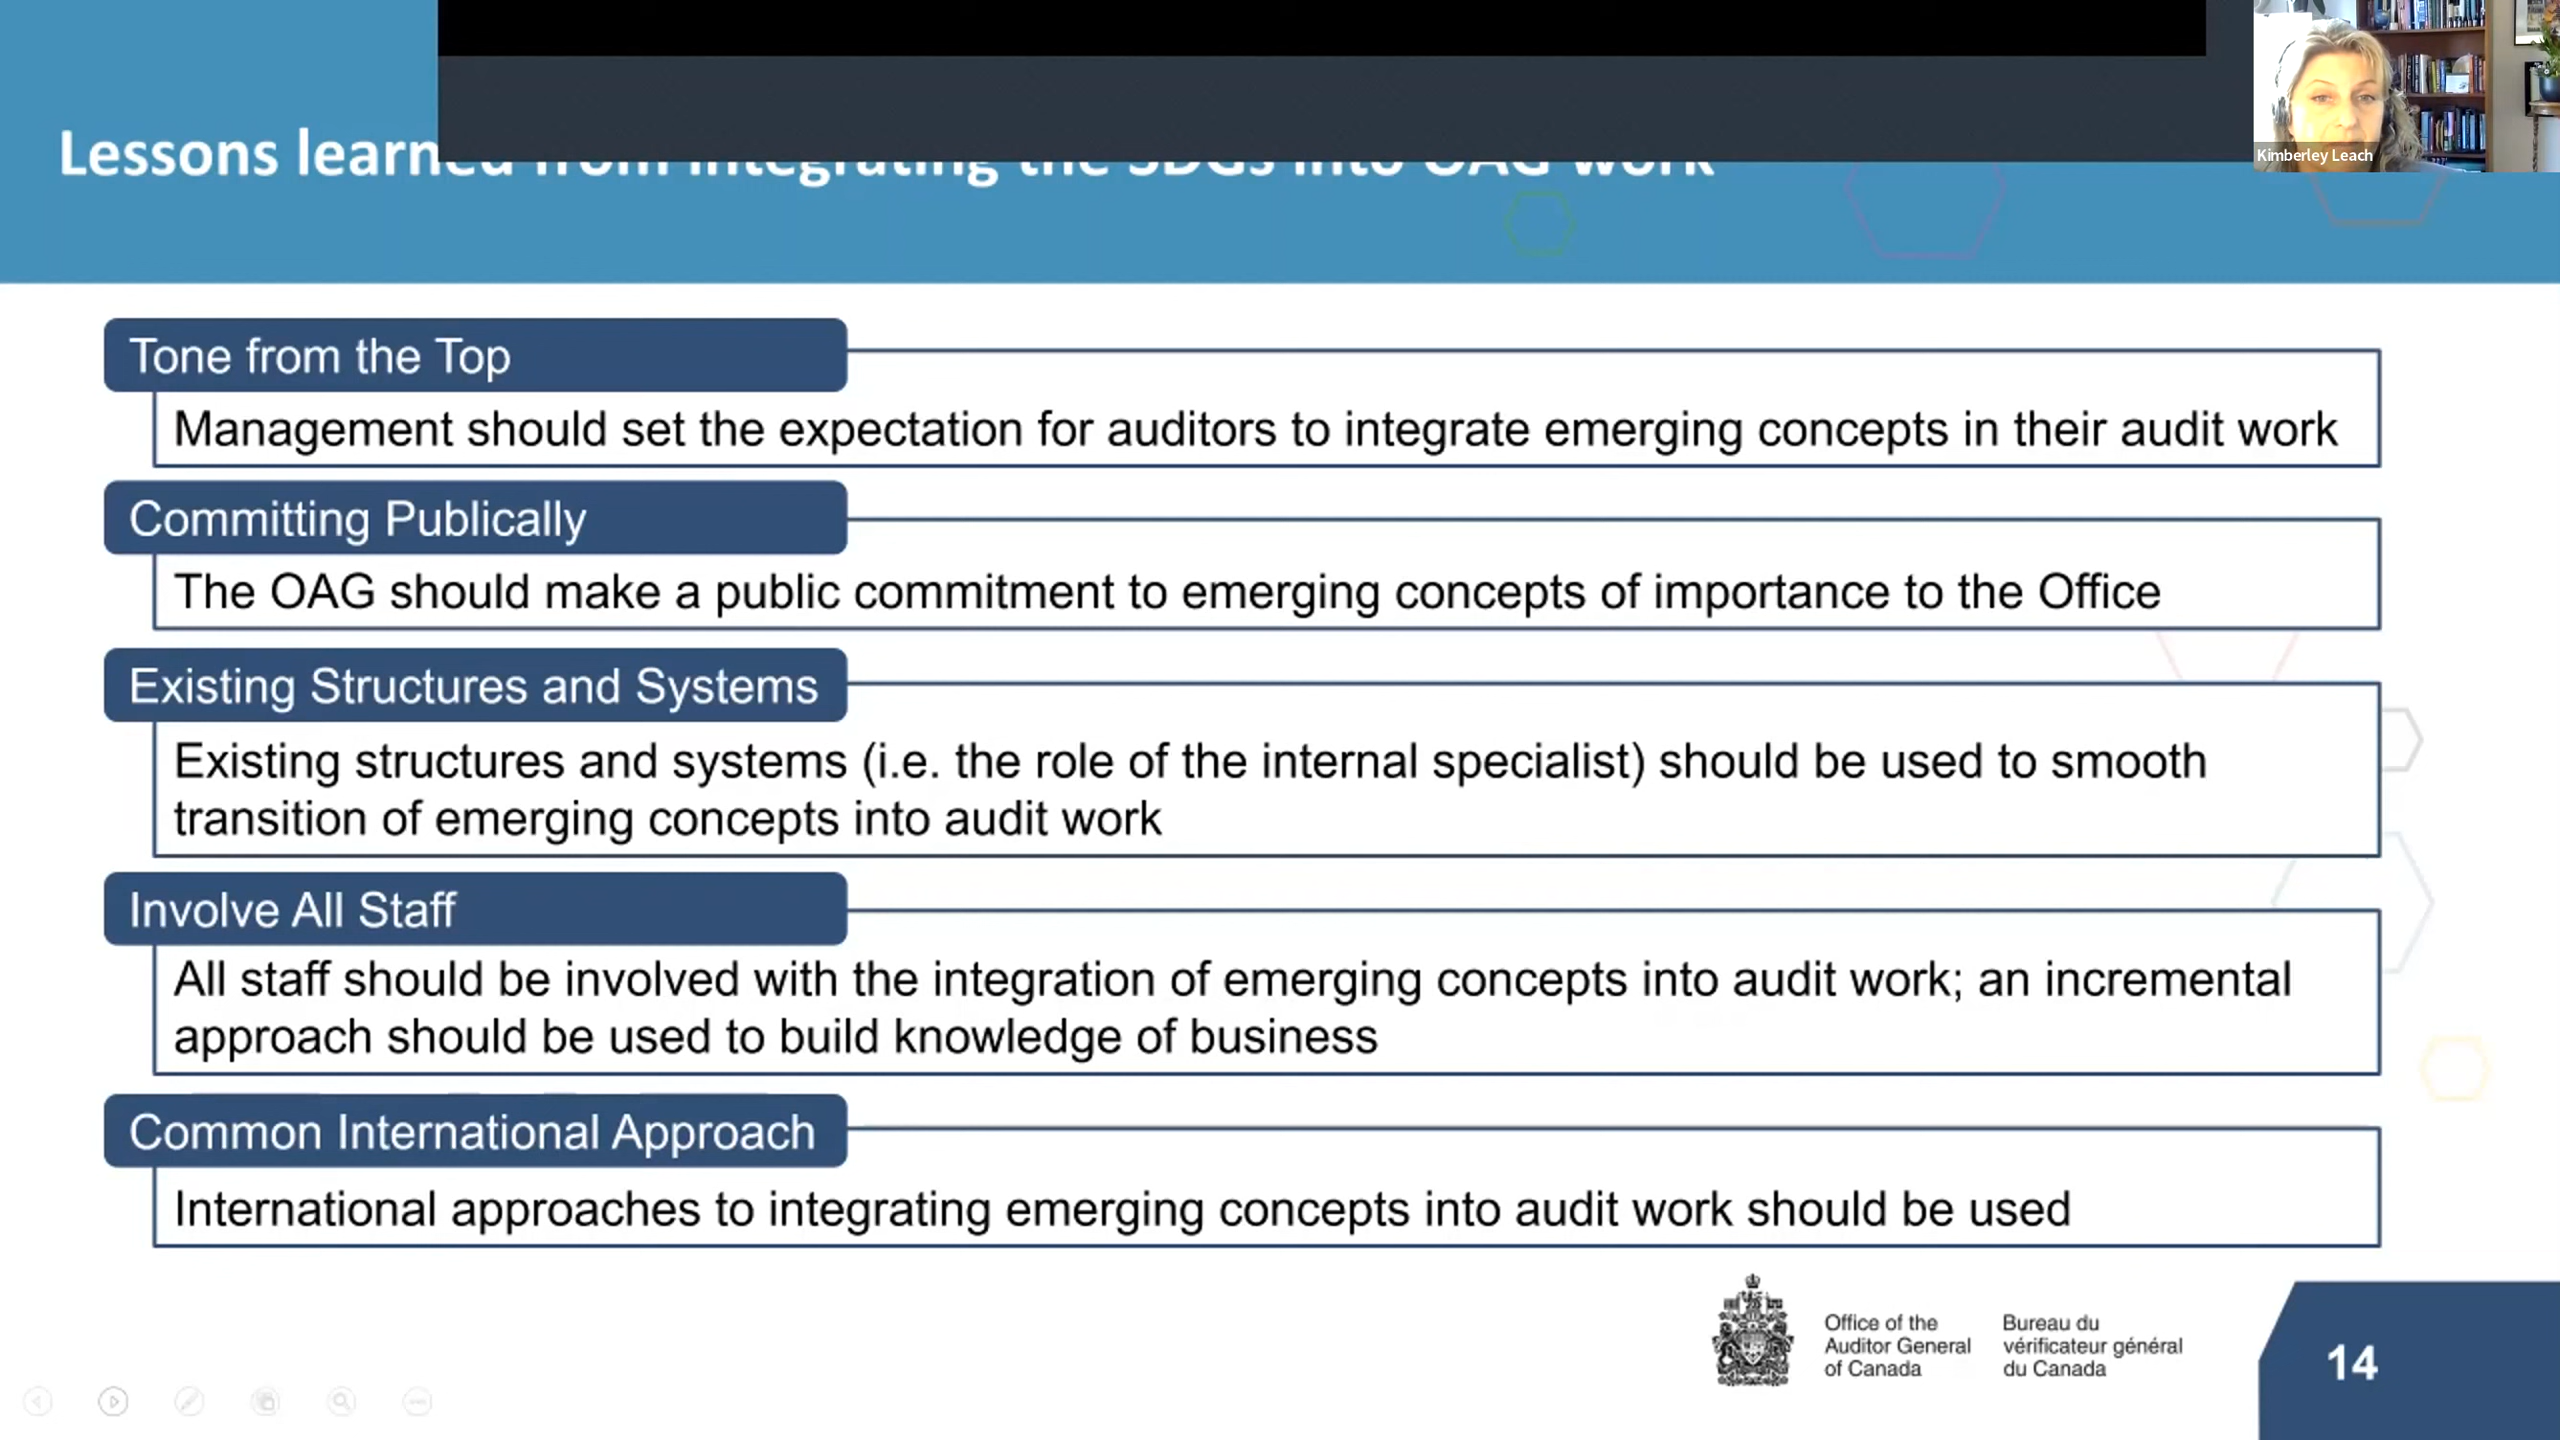 Lessons learned from integrating the SDGs into OAG work
Kimberley Leach
Tone from the Top
Management should set the expectation for auditors to integrate emerging concepts in their audit work
Committing Publically
The OAG should make a public commitment to emerging concepts of importance to the Office
Existing Structures and Systems
Existing structures and systems (i.e. the role of the internal specialist) should be used to smooth
transition of emerging concepts into audit work
Involve All Staff
All staff should be involved with the integration of emerging concepts into audit work; an incremental
approach should be used to build knowledge of business
Common International Approach
International approaches to integrating emerging concepts into audit work should be used
Office of the
Auditor General
of Canada
Bureau du
vérificateur général
du Canada
14